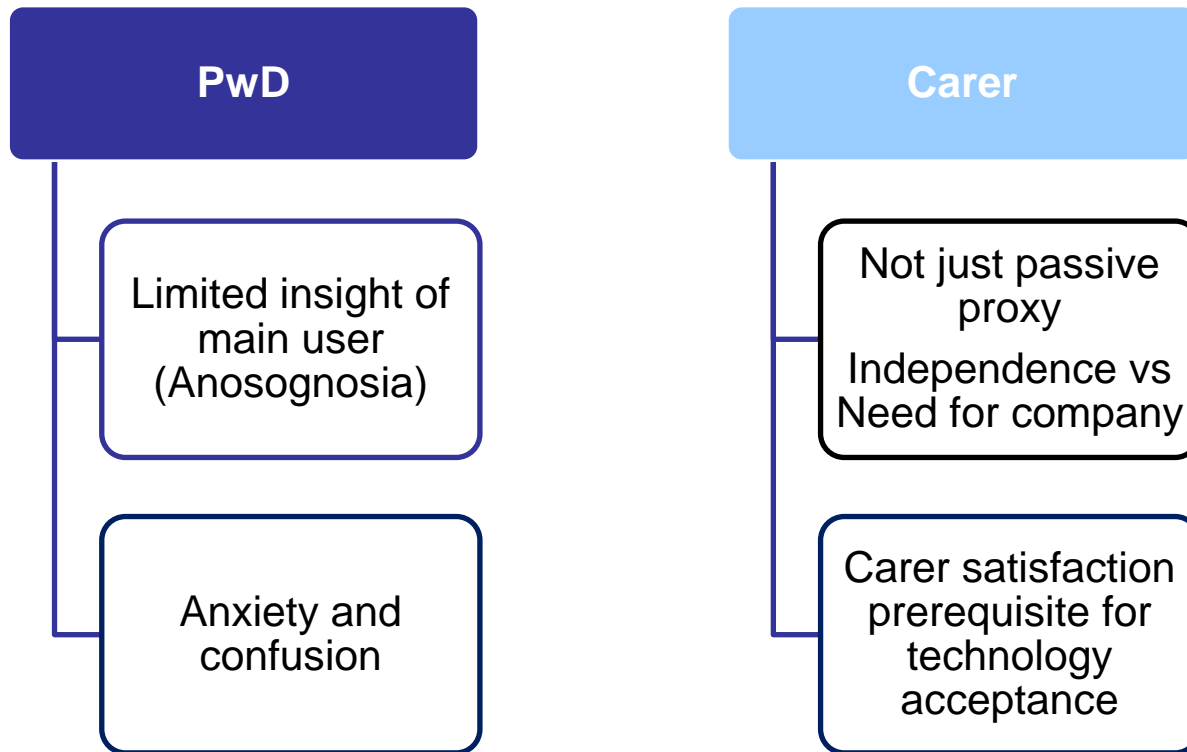 PwD
Limited insight of
main user
(Anosognosia)
Anxiety and
confusion
Carer
Not just passive
proxy
Independence vs
Need for company
Carer satisfaction
prerequisite for
technology
acceptance